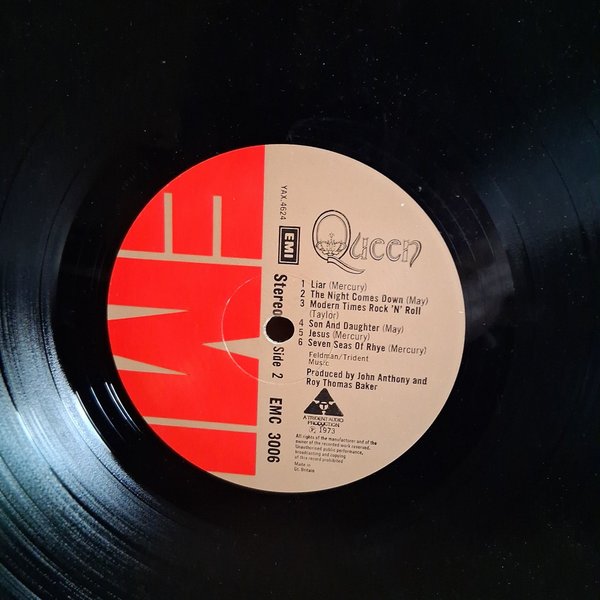 EMI
YAX.4624
EMI
Stereo
Side 2
EMC 3006
Queen
1 Liar (Mercury)
2 The Night Comes Down (May)
3 Modern Times Rock 'N' Roll
(Taylor)
4 Son And Daughter (May)
5 Jesus (Mercury)
6 Seven Seas Of Rhye (Mercury)
Feldman/Trident
Music
Produced by John Anthony and
Roy Thomas Baker
A TRIDENT AUDIO
PRODUCTION
℗ 1973
All rights of the manufacturer and of the
owner of the recorded work reserved.
Unauthorised public performance,
broadcasting and copying
of this record prohibited
Made in
Gt. Britain